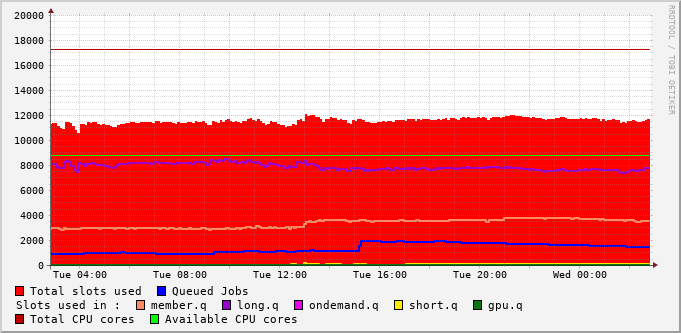 20000
18000
16000
14000
12000
10000
8000
6000
4000
2000
0
Tue 04:00 Tue 08:00 Tue 12:00 Tue 16:00 Tue 20:00 Wed 00:00
RRDTOOL / TOBI OETIKER
Total slots used Queued Jobs
Slots used in : member.q long.q ondemand.q short.q gpu.q
Total CPU cores Available CPU cores